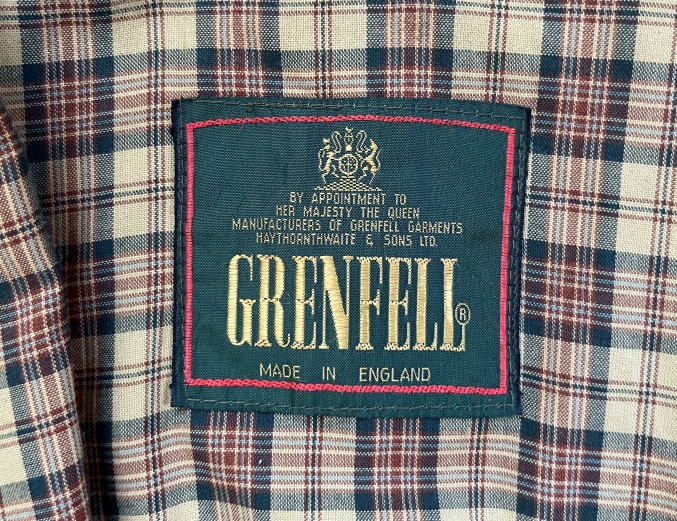 BY APPOINTMENT TO
HER MAJESTY THE QUEEN
MANUFACTURERS OF GRENFELL GARMENTS
HAYTHORNTHWAITE & SONS LTD.
GRENFELL®
MADE IN ENGLAND